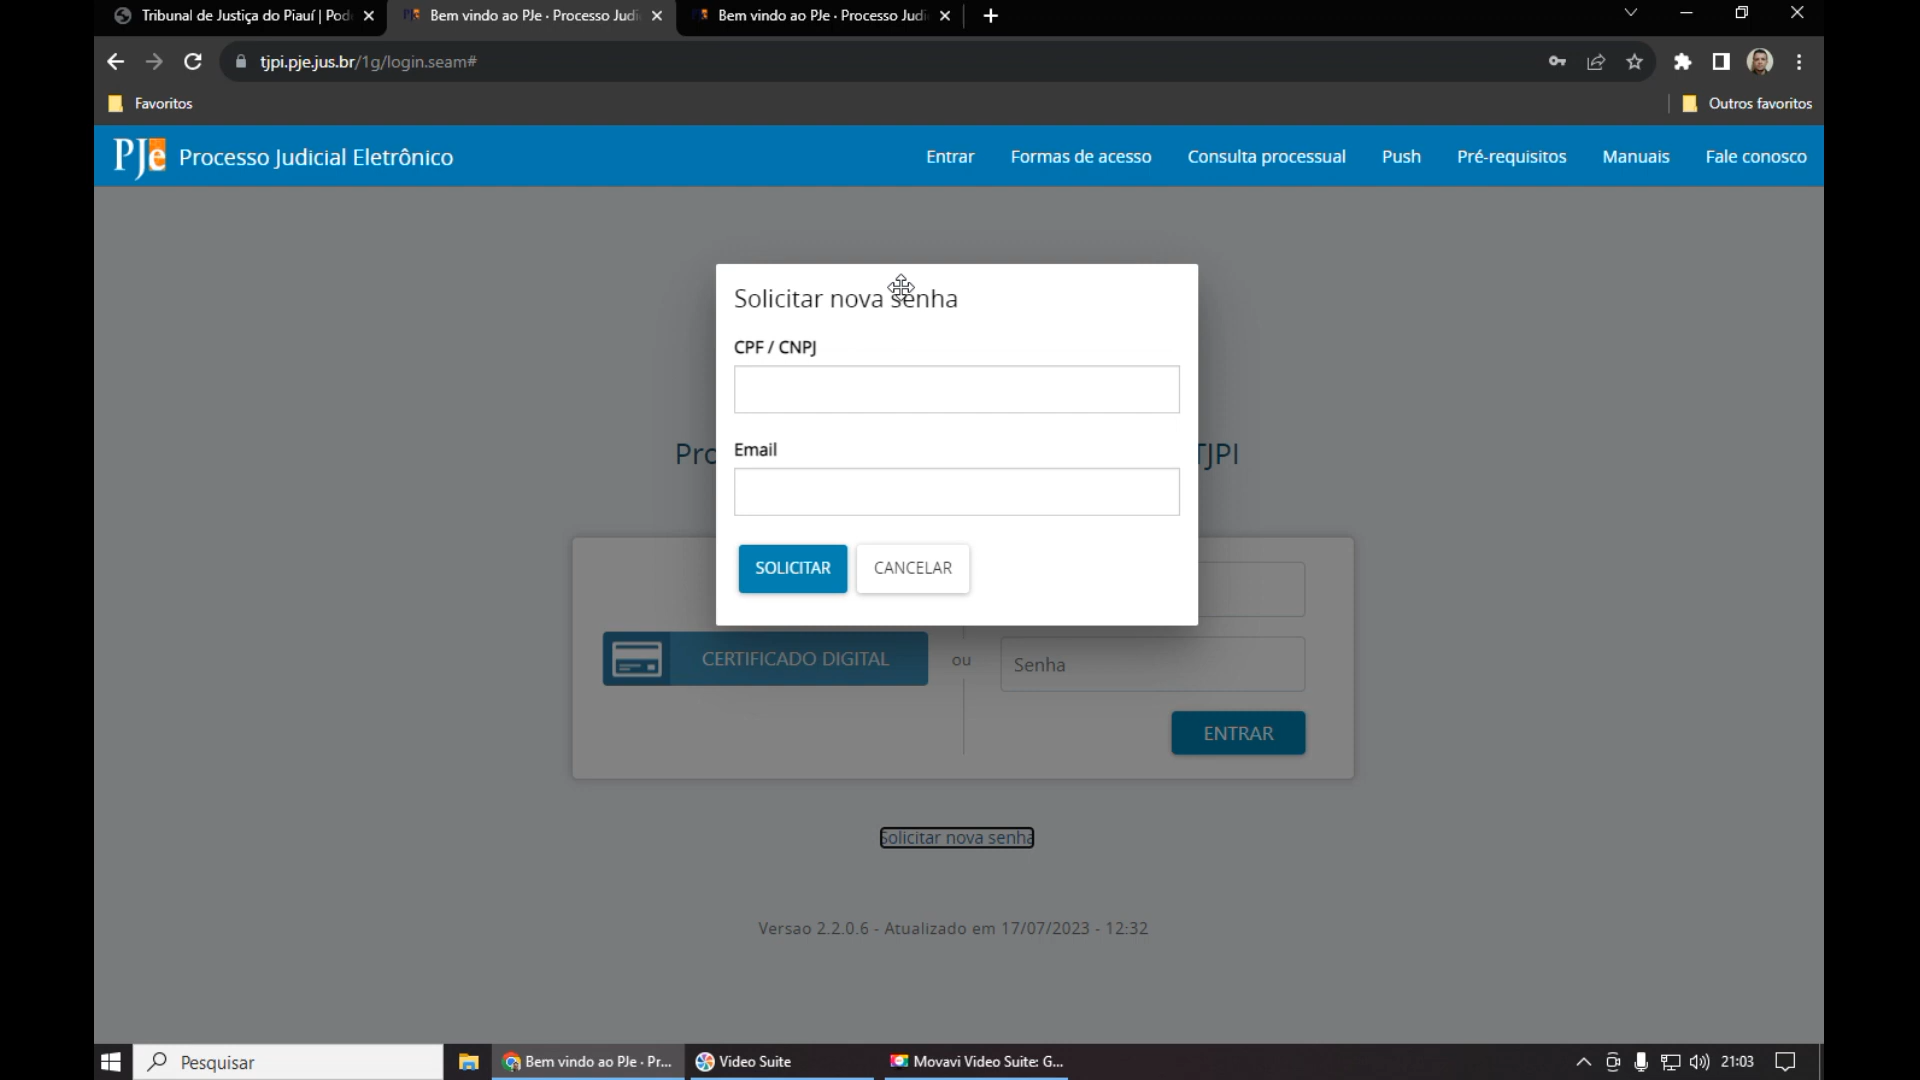 Tribunal de Justiça do Piauí | Pod
Bem vindo ao PJe · Processo Judi
Bem vindo ao PJe · Processo Judi
tjpi.pje.jus.br/1g/login.seam#
Favoritos
Outros favoritos
PJe Processo Judicial Eletrônico
Entrar
Formas de acesso
Consulta processual
Push
Pré-requisitos
Manuais
Fale conosco
Solicitar nova senha
CPF / CNPJ
Email
Pro
TJPI
SOLICITAR
CANCELAR
CERTIFICADO DIGITAL
ou
Senha
ENTRAR
Solicitar nova senha
Versao 2.2.0.6 - Atualizado em 17/07/2023 - 12:32
Pesquisar
Bem vindo ao PJe · Pr...
Video Suite
Movavi Video Suite: G...
21:03